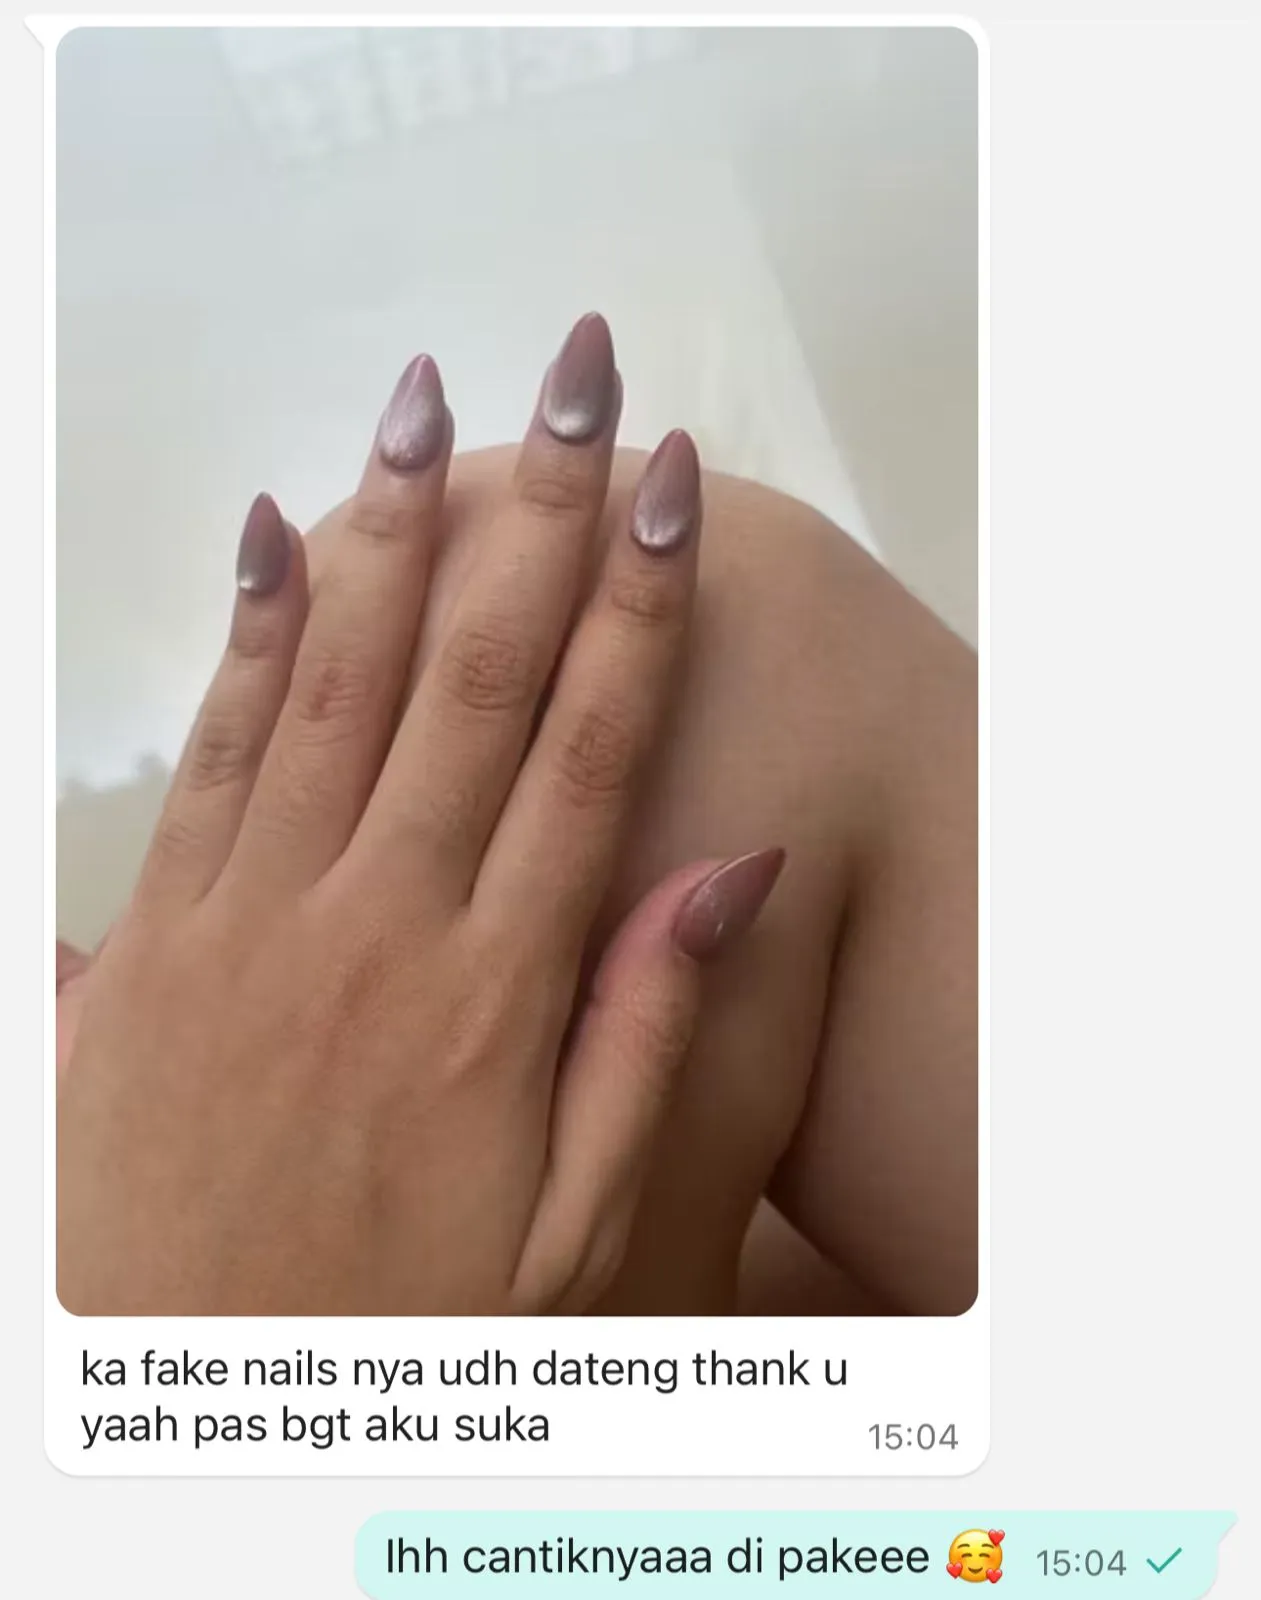 ka fake nails nya udh dateng thank u
yaah pas bgt aku suka
15:04
Ihh cantiknyaaa di pakeee 🥰 15:04